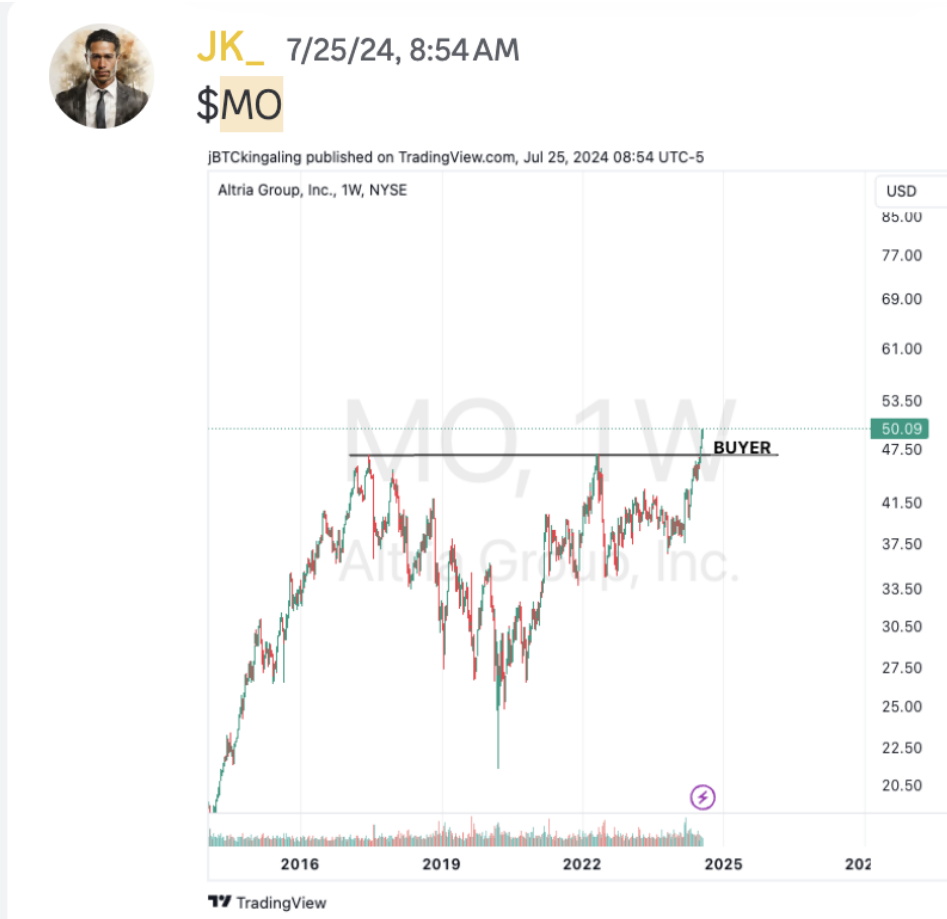 JK_ 7/25/24, 8:54 AM
$MO
jBTCkingaling published on TradingView.com, Jul 25, 2024 08:54 UTC-5
Altria Group, Inc., 1W, NYSE
USD
85.00
77.00
69.00
61.00
53.50
MO, 1W
50.09
BUYER
47.50
41.50
37.50
Altria Group, Inc.
33.50
30.50
27.50
25.00
22.50
20.50
2016 2019 2022 2025 202
TradingView